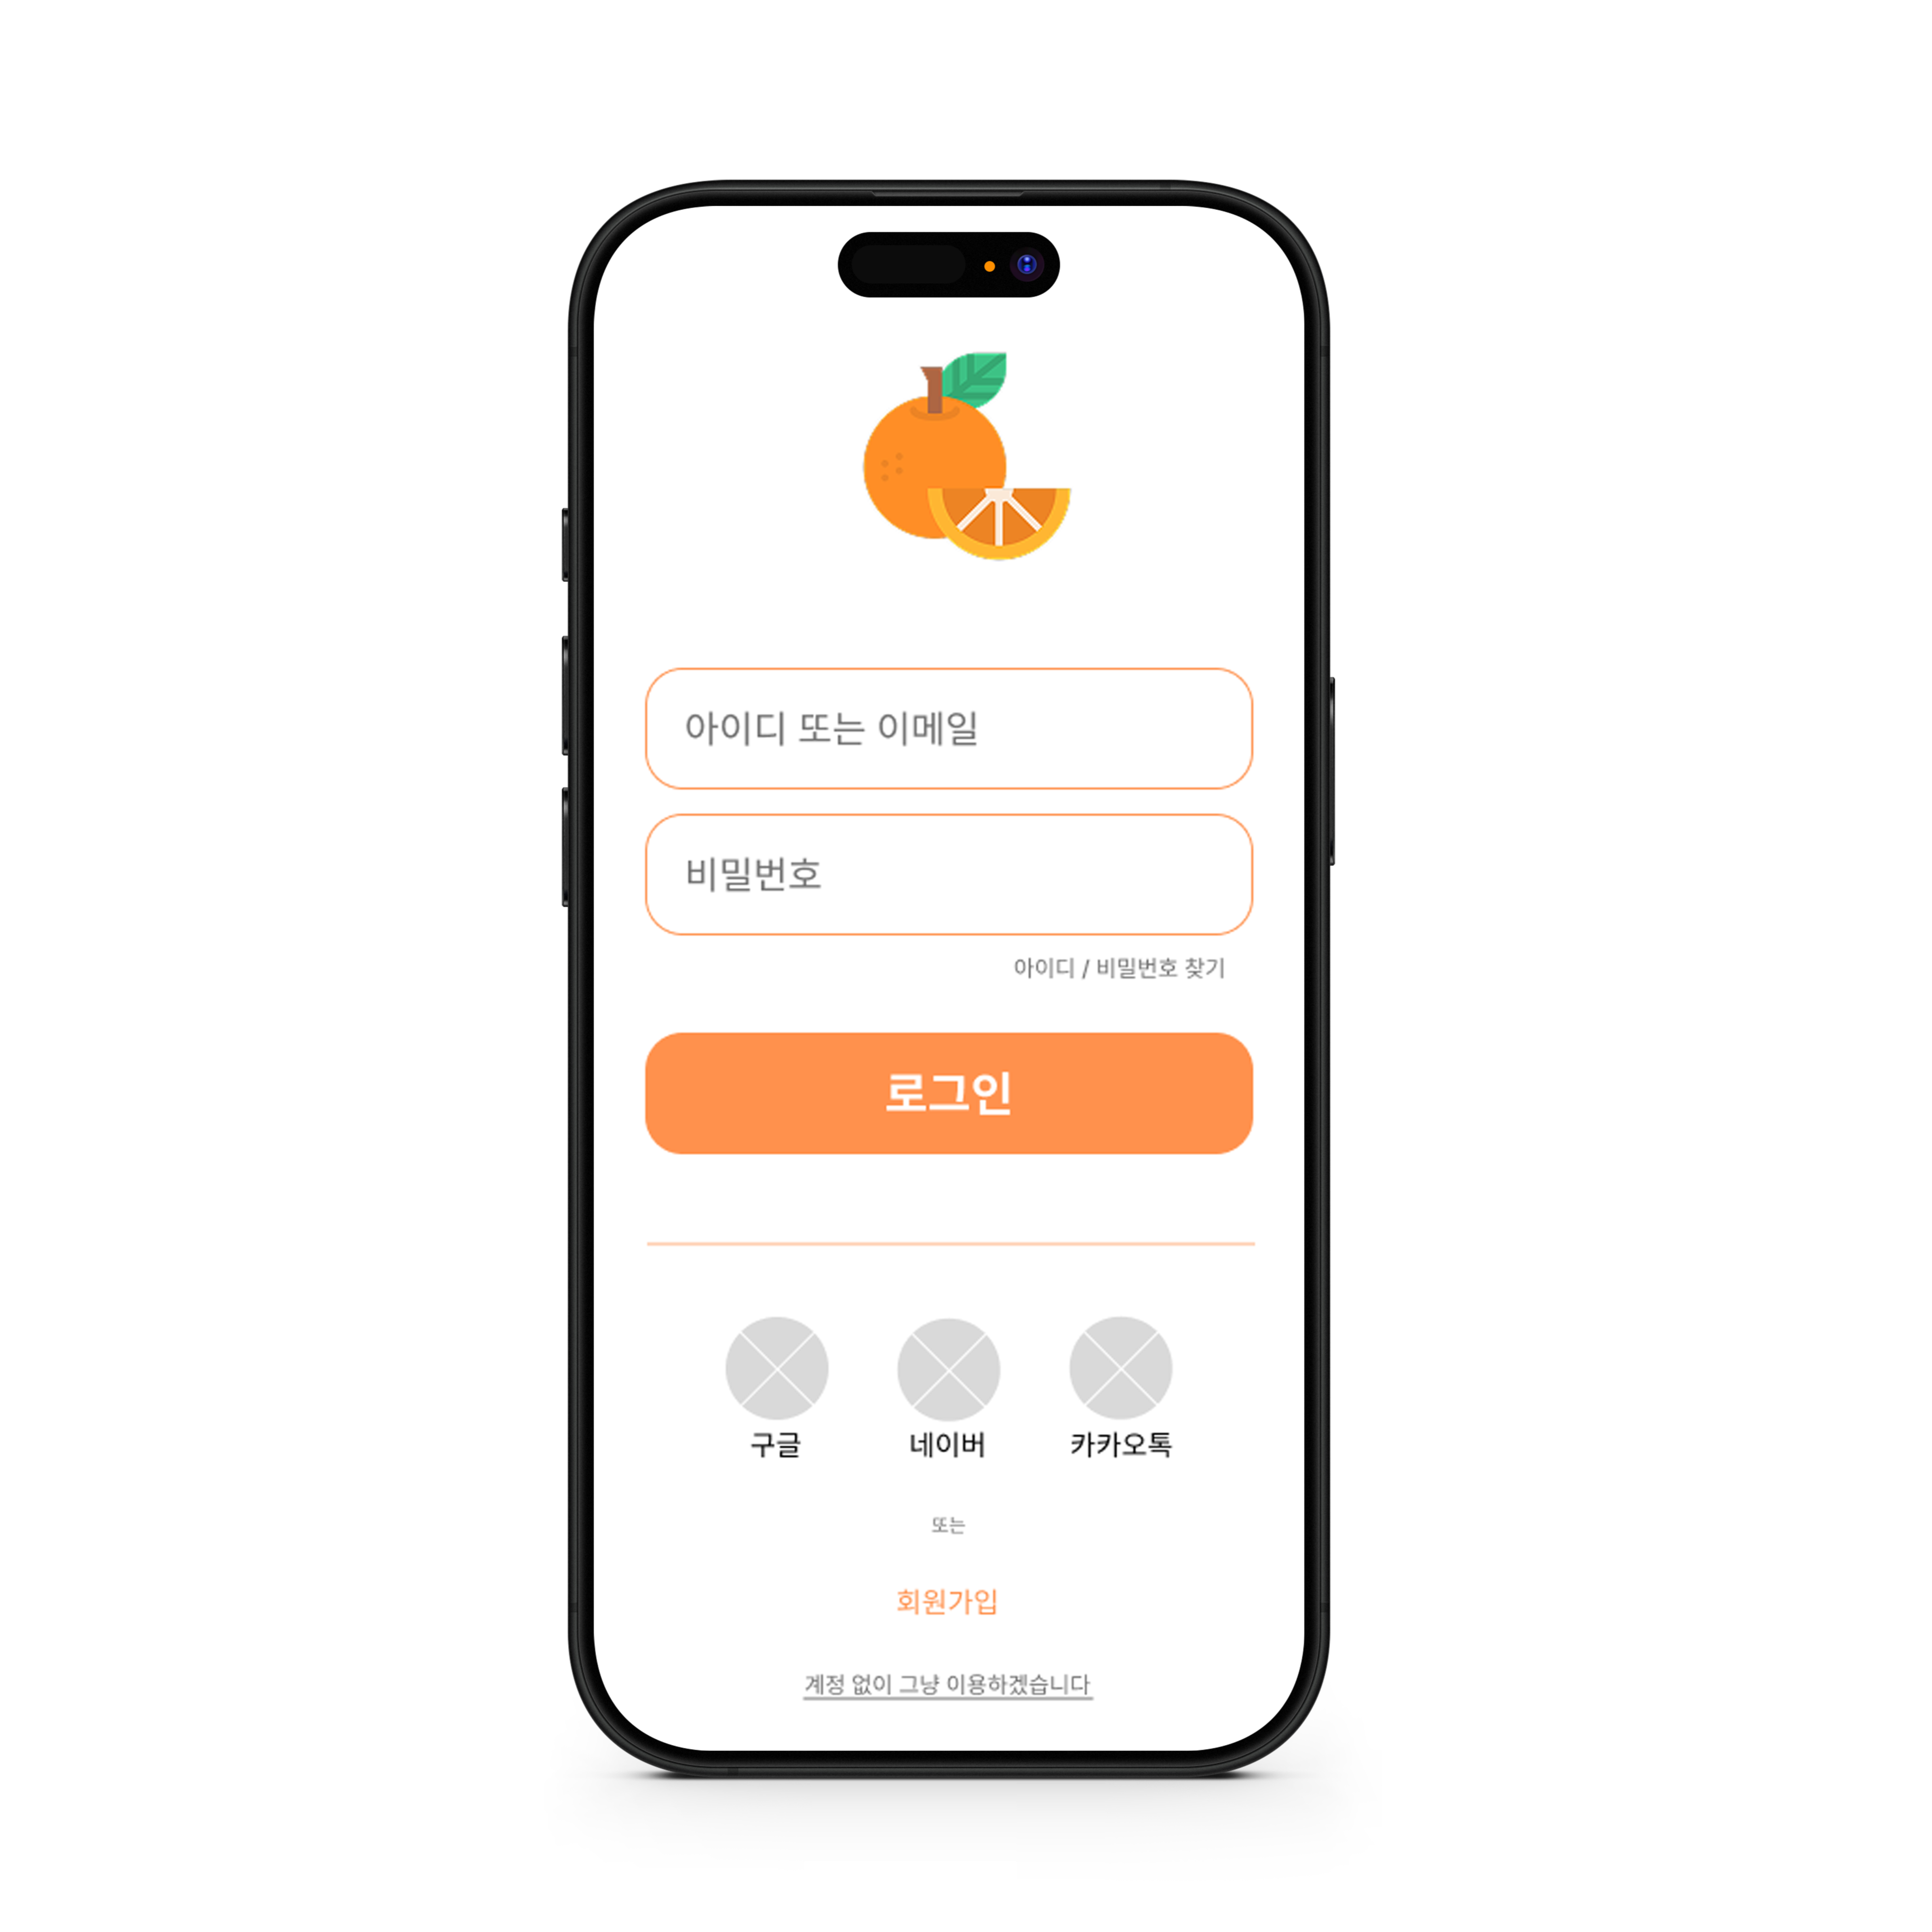 아이디 또는 이메일
비밀번호
아이디 / 비밀번호 찾기
로그인
구글 네이버 카카오톡
또는
회원가입
계정 없이 그냥 이용하겠습니다